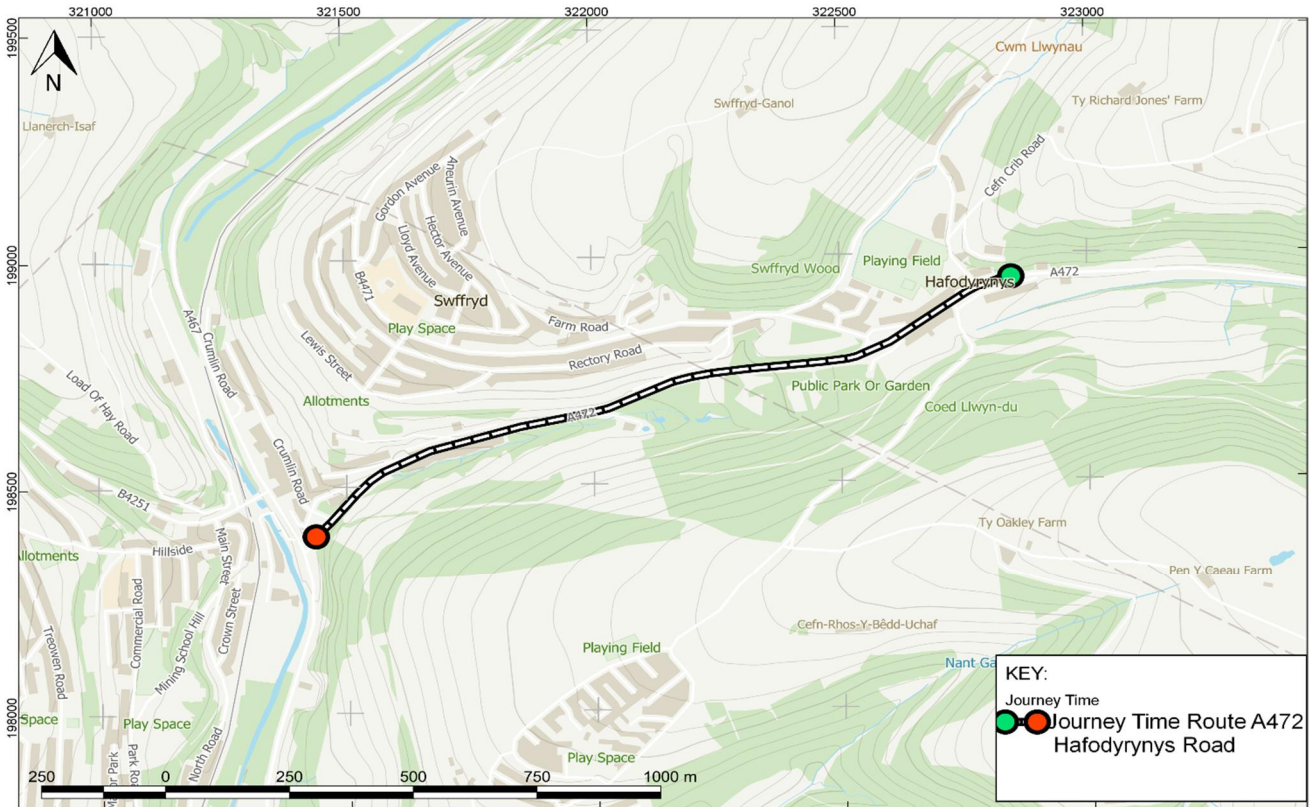 321000 321500 322000 322500 323000
199500
N
Cwm Llwynau
Llanerch-Isaf
Swffryd-Ganol
Ty Richard Jones' Farm
Cefn Crib Road
Gordon Avenue
Aneurin Avenue
Lloyd Avenue
Hector Avenue
B4471
199000
Swffryd Wood
Playing Field
Hafodyrynys
A472
Swffryd
A467
Play Space
Farm Road
Crumlin Road
Lewis Street
Rectory Road
Load Of Hay Road
Allotments
Public Park Or Garden
Coed Llwyn-du
A472
Crumlin Road
198500
B4251
Ty Oakley Farm
Allotments
Hillside
Main Street
Pen Y Caeau Farm
Commercial Road
Crown Street
Mining School Hill
Treowen Road
Cefn-Rhos-Y-Bêdd-Uchaf
Playing Field
Nant Ga
198000
Space
Play Space
North Road
Play Space
Park
250 0 250 500 750 1000 m
KEY:
Journey Time
Journey Time Route A472
Hafodyrynys Road